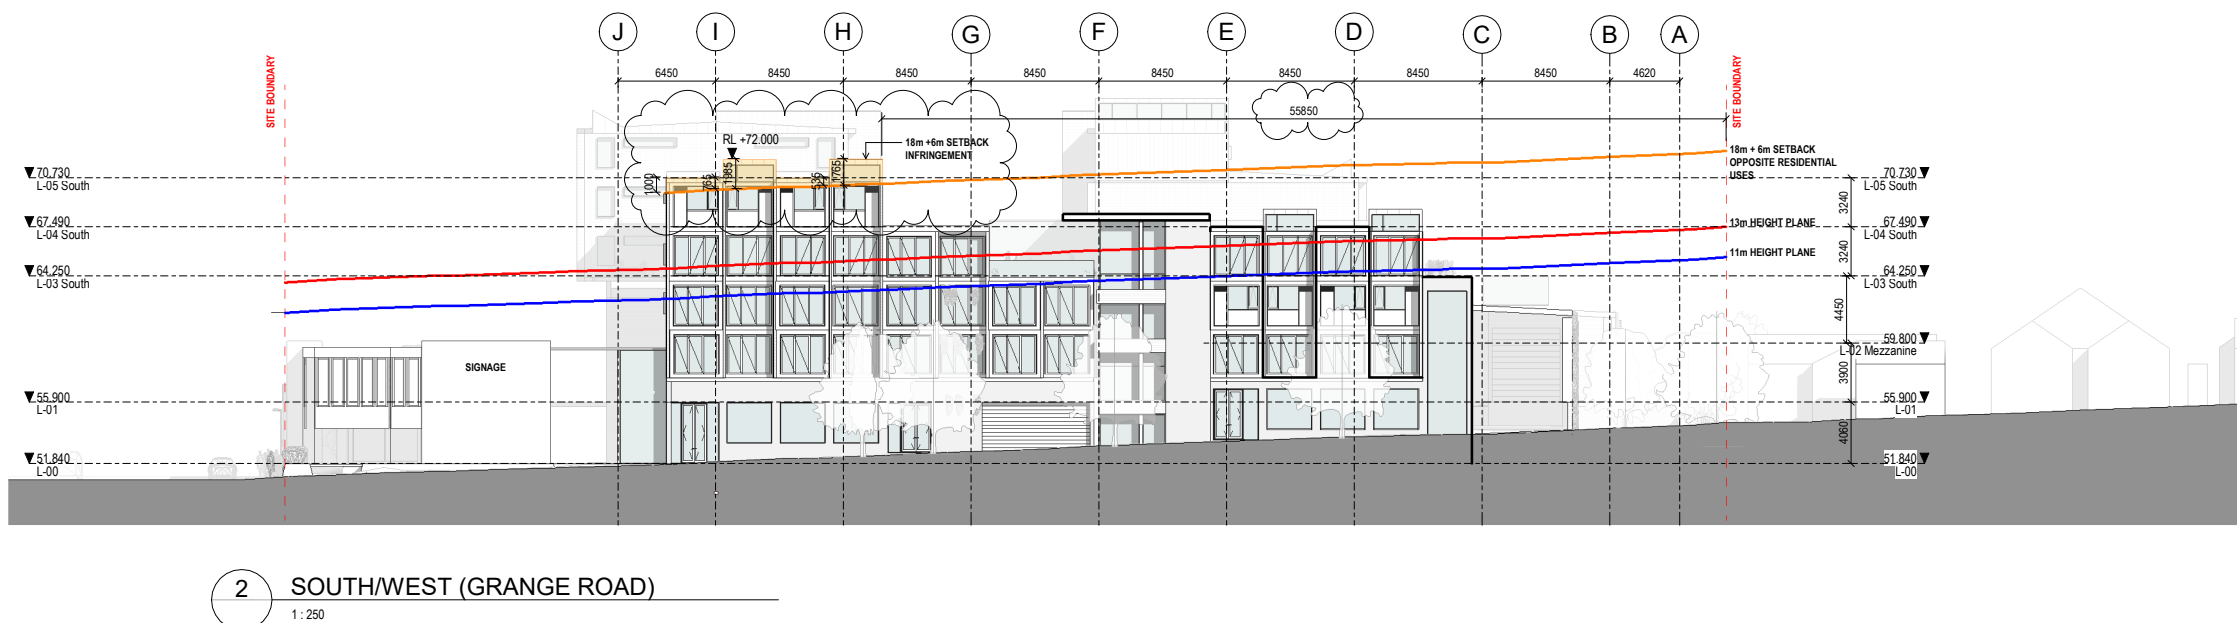 J I H G F E D C B A
6450 8450 8450 8450 8450 8450 8450 8450 4620
SITE BOUNDARY
SITE BOUNDARY
55850
RL +72.000
18m +6m SETBACK
INFRINGEMENT
1000
765
1985
535
1765
18m + 6m SETBACK
OPPOSITE RESIDENTIAL
USES
13m HEIGHT PLANE
11m HEIGHT PLANE
70.730
L-05 South
67.490
L-04 South
64.250
L-03 South
55.900
L-01
51.840
L-00
SIGNAGE
70.730
L-05 South
3240
67.490
L-04 South
3240
64.250
L-03 South
4450
59.800
L-02 Mezzanine
3900
55.900
L-01
4060
51.840
L-00
2
SOUTH/WEST (GRANGE ROAD)
1 : 250